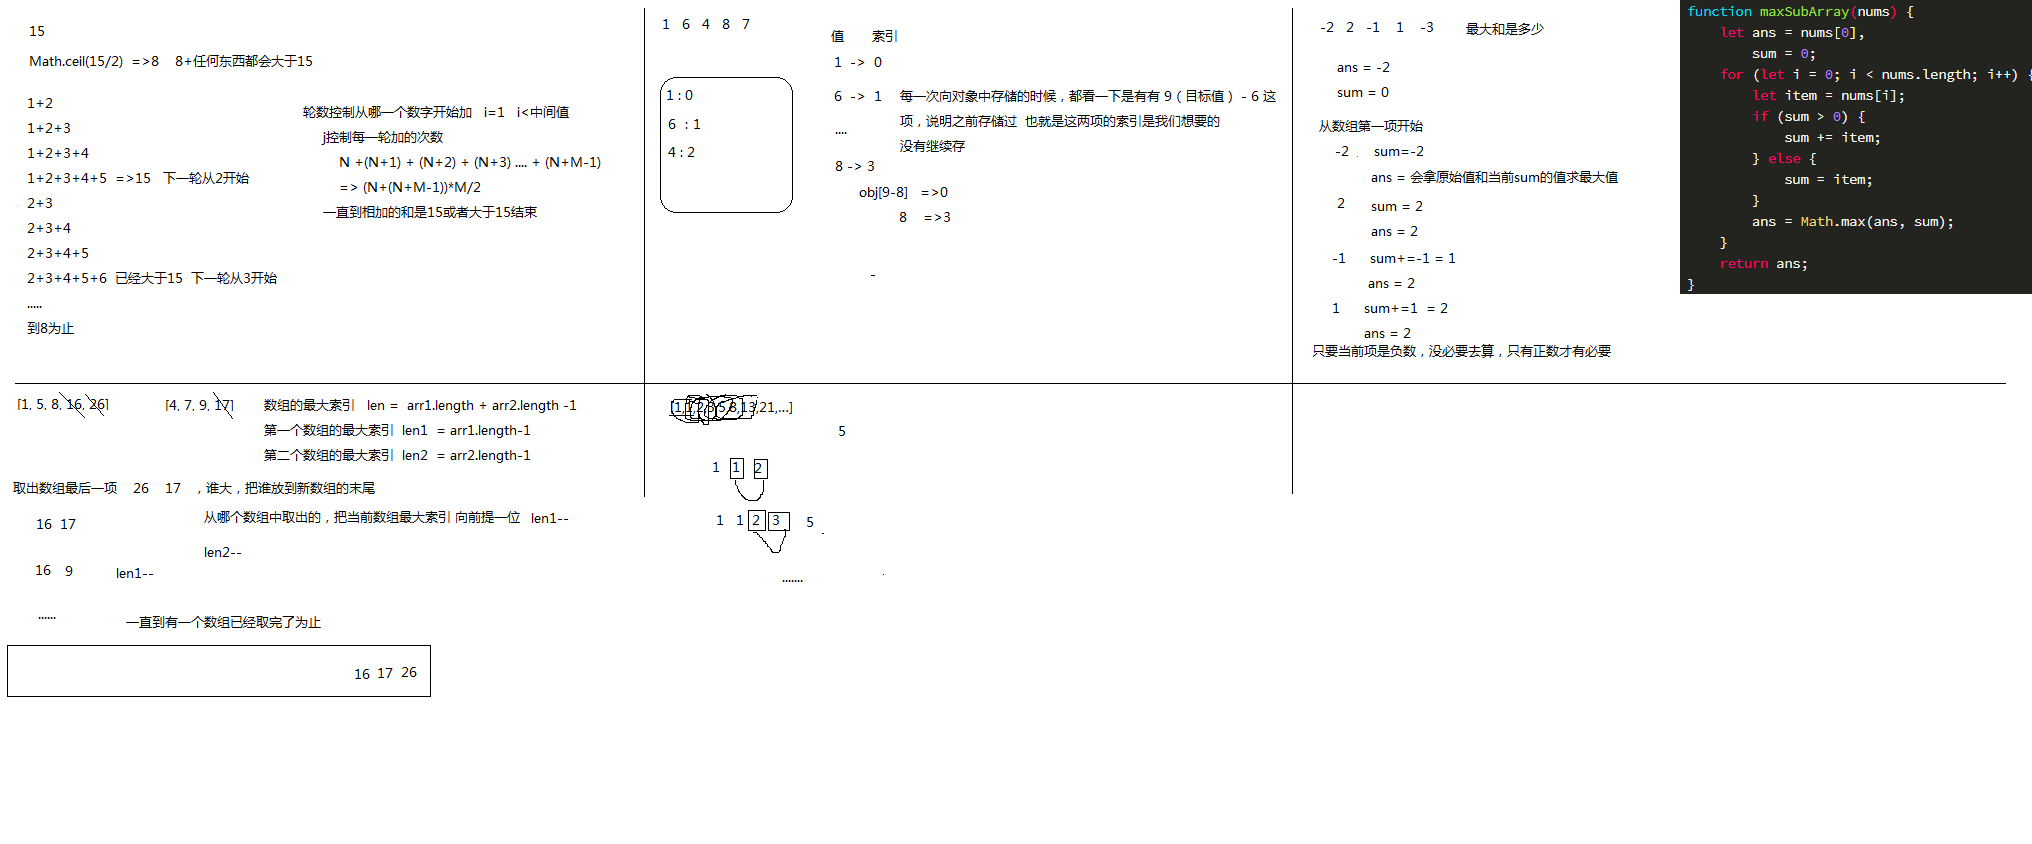 15
Math.ceil(15/2) =>8 8+任何东西都会大于15
1+2
1+2+3
1+2+3+4
1+2+3+4+5 =>15 下一轮从2开始
2+3
2+3+4
2+3+4+5
2+3+4+5+6 已经大于15 下一轮从3开始
.....
到8为止
轮数控制从哪一个数字开始加 i=1 i<中间值
j控制每一轮加的次数
N +(N+1) + (N+2) + (N+3) .... + (N+M-1)
=> (N+(N+M-1))*M/2
一直到相加的和是15或者大于15结束
1 6 4 8 7
1 : 0
6 : 1
4 : 2
值 索引
1 -> 0
6 -> 1 每一次向对象中存储的时候，都看一下是有有 9（目标值） - 6 这
项，说明之前存储过 也就是这两项的索引是我们想要的
没有继续存
....
8 -> 3
obj[9-8] =>0
8 =>3
-
-2 2 -1 1 -3 最大和是多少
ans = -2
sum = 0
从数组第一项开始
-2 . sum=-2
ans = 会拿原始值和当前sum的值求最大值
2 sum = 2
ans = 2
-1 sum+=-1 = 1
ans = 2
1 sum+=1 = 2
ans = 2
只要当前项是负数，没必要去算，只有正数才有必要
function maxSubArray(nums) {
let ans = nums[0],
sum = 0;
for (let i = 0; i < nums.length; i++) {
let item = nums[i];
if (sum > 0) {
sum += item;
} else {
sum = item;
}
ans = Math.max(ans, sum);
}
return ans;
}
[1, 5, 8, 16, 26] [4, 7, 9, 17] 数组的最大索引 len = arr1.length + arr2.length -1
第一个数组的最大索引 len1 = arr1.length-1
第二个数组的最大索引 len2 = arr2.length-1
取出数组最后一项 26 17 ，谁大，把谁放到新数组的末尾
16 17 从哪个数组中取出的，把当前数组最大索引 向前提一位 len1--
len2--
16 9 len1--
...... 一直到有一个数组已经取完了为止
16 17 26
[1,1,2,3,5,8,13,21,...]
5
1 1 2
1 1 2 3 5
.......